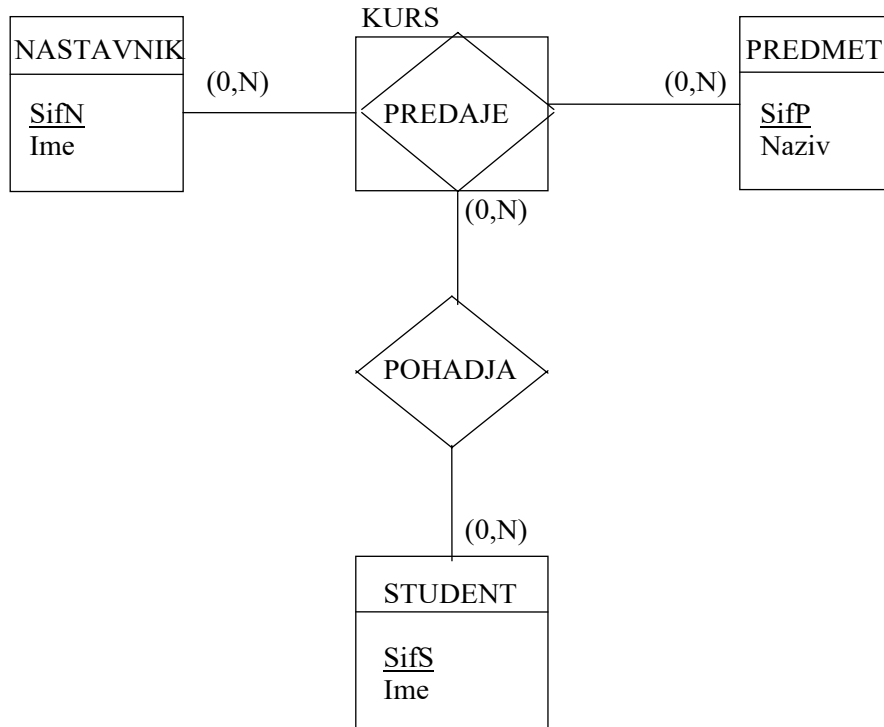 KURS
NASTAVNIK
PREDMET
(0,N)
(0,N)
SifN
Ime
PREDAJE
SifP
Naziv
(0,N)
POHADJA
(0,N)
STUDENT
SifS
Ime